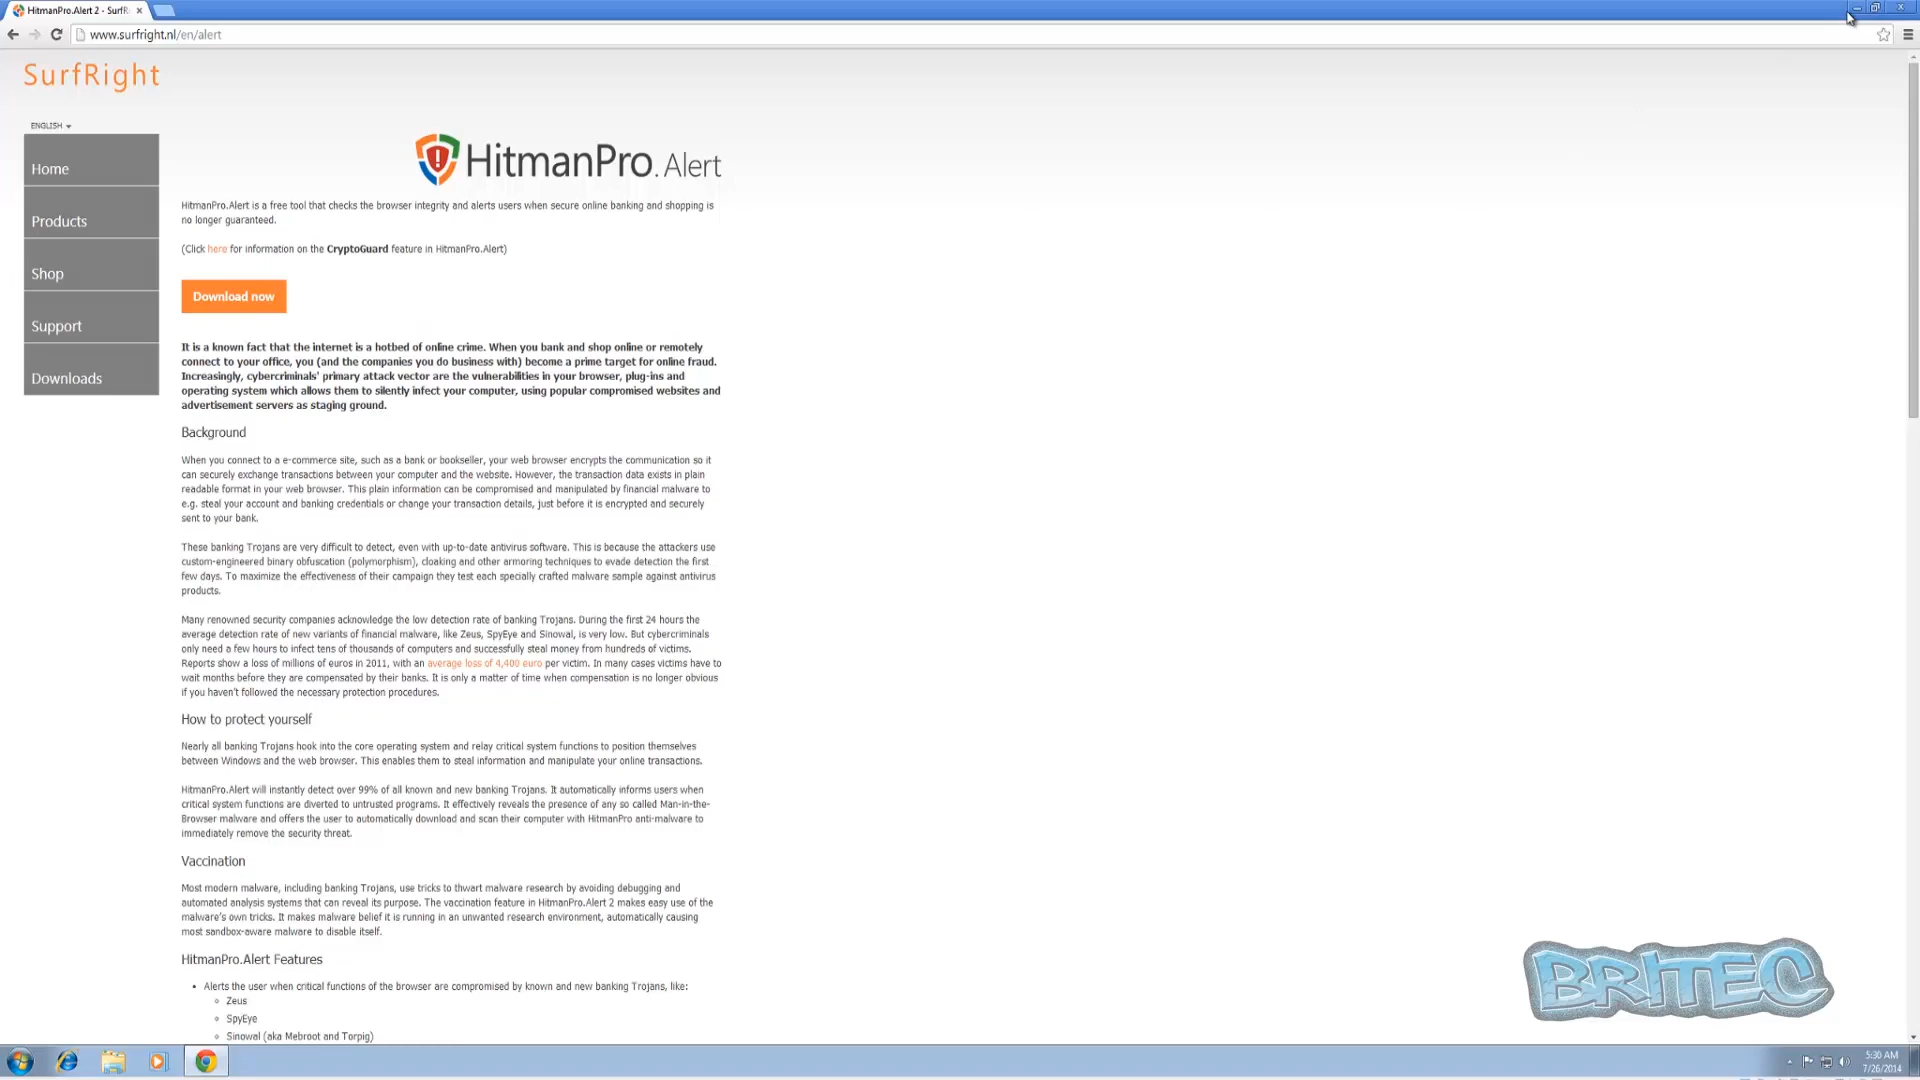 HitmanPro.Alert 2 - SurfR
www.surfright.nl/en/alert
SurfRight
ENGLISH
Home
Products
Shop
Support
Downloads
HitmanPro.Alert
HitmanPro.Alert is a free tool that checks the browser integrity and alerts users when secure online banking and shopping is
no longer guaranteed.
(Click here for information on the CryptoGuard feature in HitmanPro.Alert)
Download now
It is a known fact that the internet is a hotbed of online crime. When you bank and shop online or remotely
connect to your office, you (and the companies you do business with) become a prime target for online fraud.
Increasingly, cybercriminals' primary attack vector are the vulnerabilities in your browser, plug-ins and
operating system which allows them to silently infect your computer, using popular compromised websites and
advertisement servers as staging ground.
Background
When you connect to a e-commerce site, such as a bank or bookseller, your web browser encrypts the communication so it
can securely exchange transactions between your computer and the website. However, the transaction data exists in plain
readable format in your web browser. This plain information can be compromised and manipulated by financial malware to
e.g. steal your account and banking credentials or change your transaction details, just before it is encrypted and securely
sent to your bank.
These banking Trojans are very difficult to detect, even with up-to-date antivirus software. This is because the attackers use
custom-engineered binary obfuscation (polymorphism), cloaking and other armoring techniques to evade detection the first
few days. To maximize the effectiveness of their campaign they test each specially crafted malware sample against antivirus
products.
Many renowned security companies acknowledge the low detection rate of banking Trojans. During the first 24 hours the
average detection rate of new variants of financial malware, like Zeus, SpyEye and Sinowal, is very low. But cybercriminals
only need a few hours to infect tens of thousands of computers and successfully steal money from hundreds of victims.
Reports show a loss of millions of euros in 2011, with an average loss of 4,400 euro per victim. In many cases victims have to
wait months before they are compensated by their banks. It is only a matter of time when compensation is no longer obvious
if you haven't followed the necessary protection procedures.
How to protect yourself
Nearly all banking Trojans hook into the core operating system and relay critical system functions to position themselves
between Windows and the web browser. This enables them to steal information and manipulate your online transactions.
HitmanPro.Alert will instantly detect over 99% of all known and new banking Trojans. It automatically informs users when
critical system functions are diverted to untrusted programs. It effectively reveals the presence of any so called Man-in-the-
Browser malware and offers the user to automatically download and scan their computer with HitmanPro anti-malware to
immediately remove the security threat.
Vaccination
Most modern malware, including banking Trojans, use tricks to thwart malware research by avoiding debugging and
automated analysis systems that can reveal its purpose. The vaccination feature in HitmanPro.Alert 2 makes easy use of the
malware's own tricks. It makes malware belief it is running in an unwanted research environment, automatically causing
most sandbox-aware malware to disable itself.
HitmanPro.Alert Features
• Alerts the user when critical functions of the browser are compromised by known and new banking Trojans, like:
Zeus
SpyEye
Sinowal (aka Mebroot and Torpig)
BRITEC
5:30 AM
7/26/2014